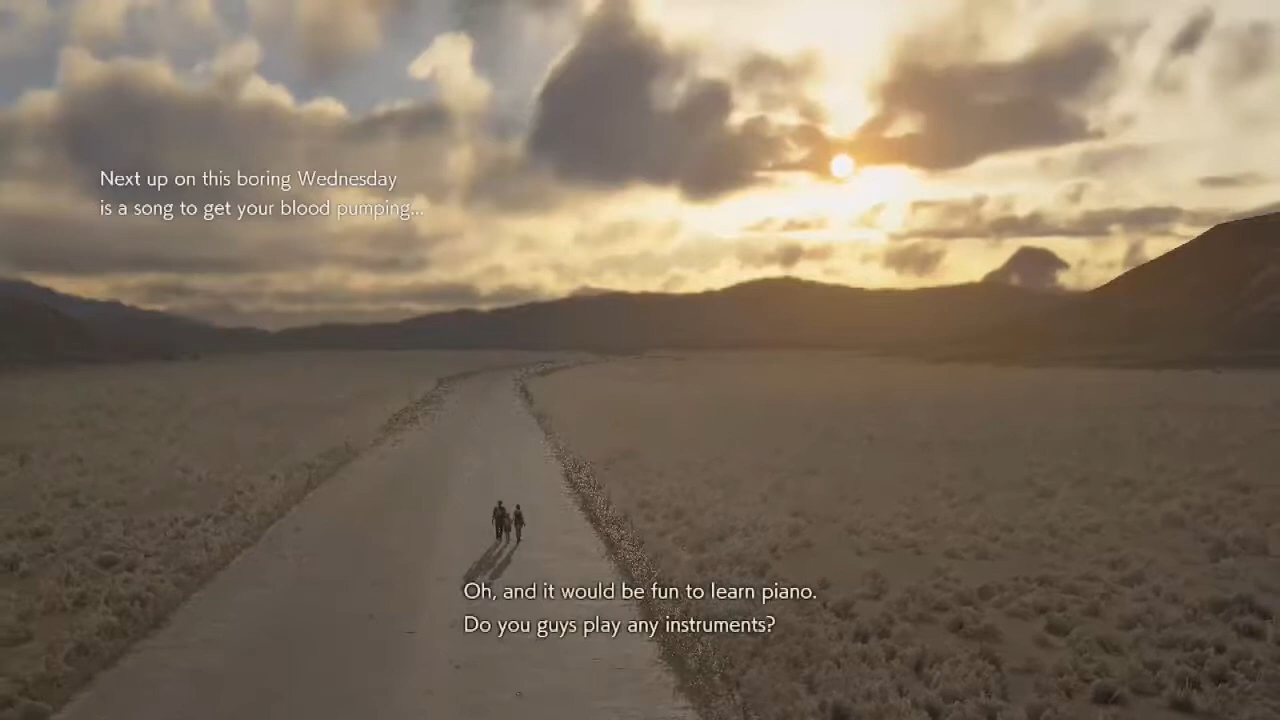 Next up on this boring Wednesday
is a song to get your blood pumping...
Oh, and it would be fun to learn piano.
Do you guys play any instruments?